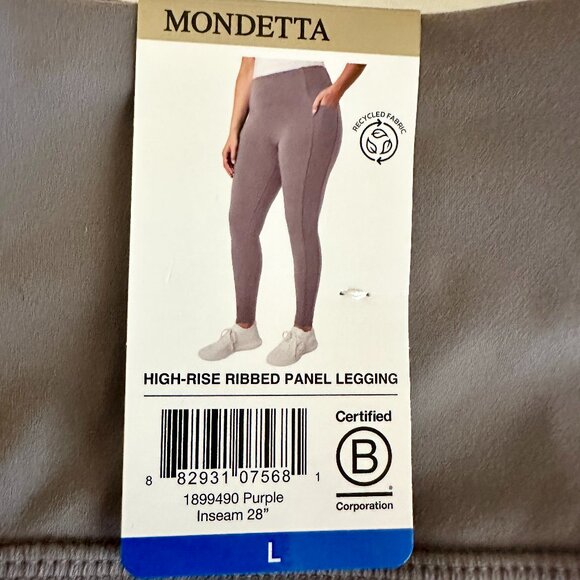 MONDETTA
RECYCLED FABRIC
HIGH-RISE RIBBED PANEL LEGGING
8 82931 07568 1
1899490 Purple
Inseam 28"
Certified
B
®
Corporation
L